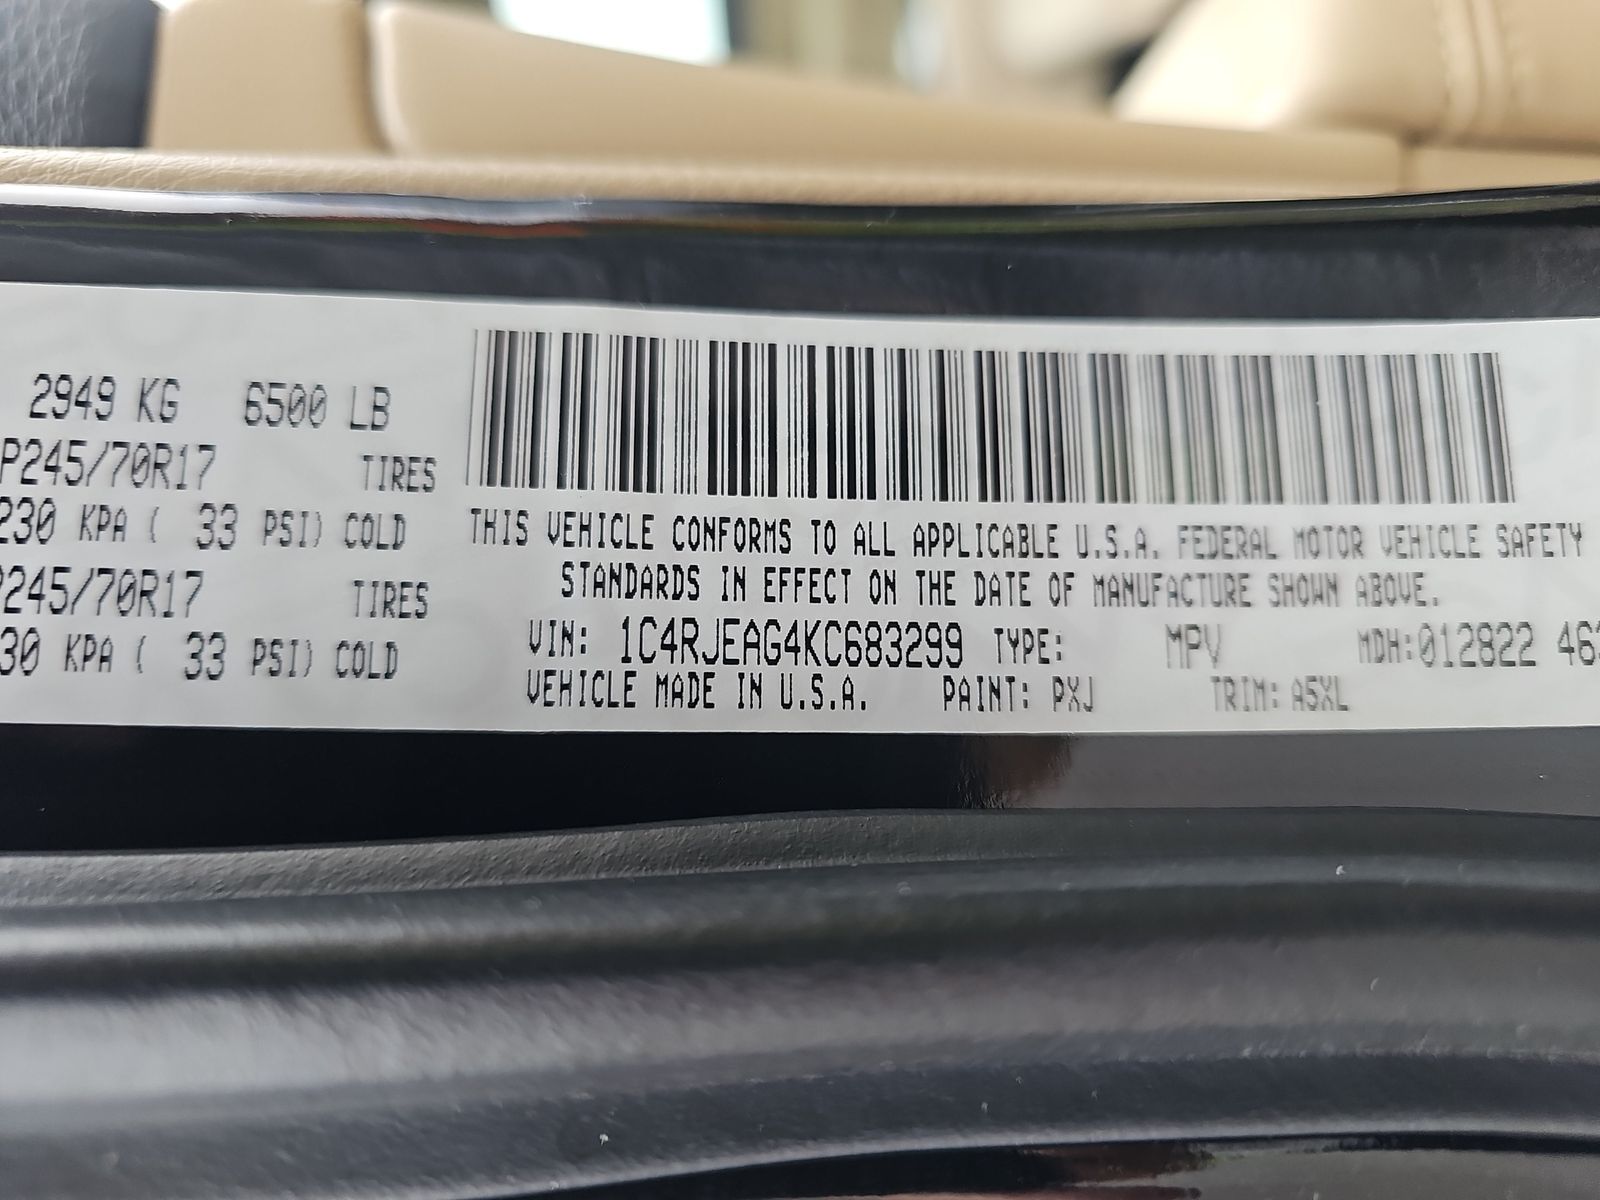 2949 KG 6500 LB
P245/70R17 TIRES
230 KPA ( 33 PSI) COLD
P245/70R17 TIRES
30 KPA ( 33 PSI) COLD
THIS VEHICLE CONFORMS TO ALL APPLICABLE U.S.A. FEDERAL MOTOR VEHICLE SAFETY
STANDARDS IN EFFECT ON THE DATE OF MANUFACTURE SHOWN ABOVE.
VIN: 1C4RJEAG4KC683299 TYPE: MPV MDH:012822 463
VEHICLE MADE IN U.S.A. PAINT: PXJ TRIM: A5XL